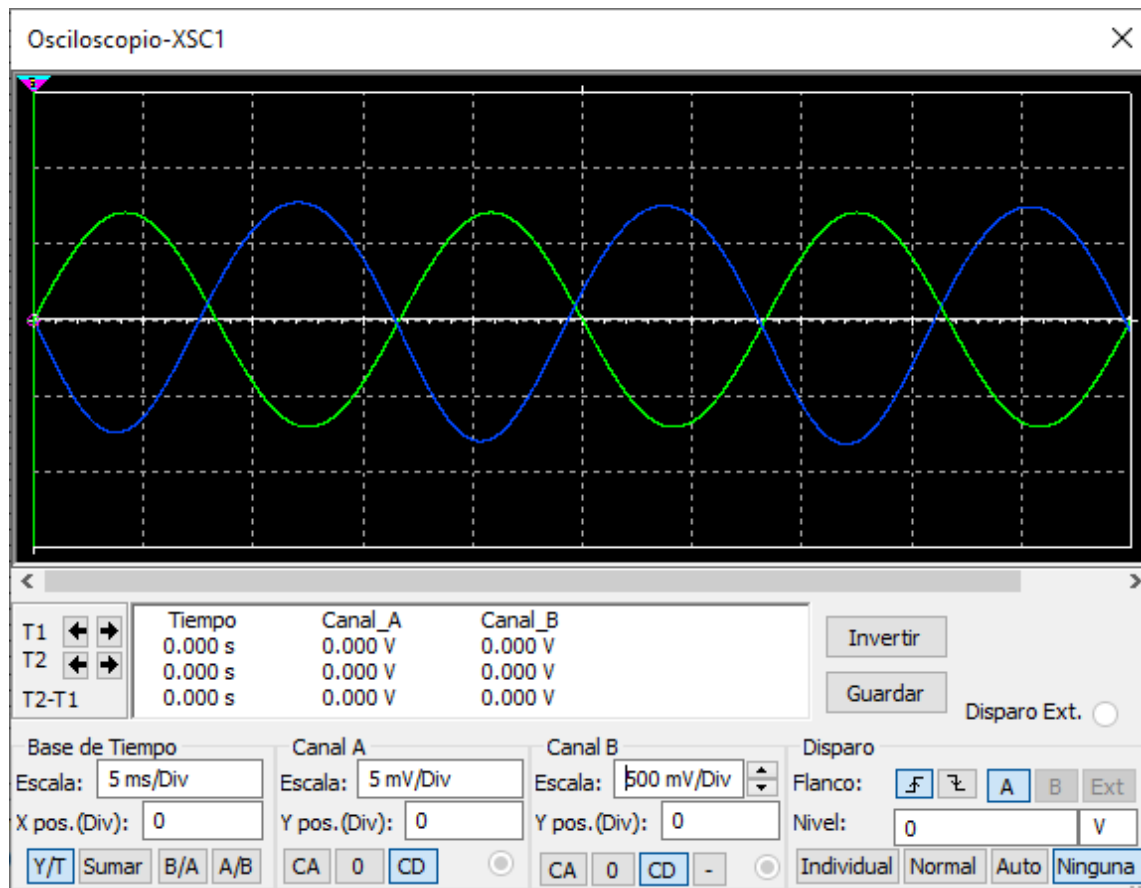 Osciloscopio-XSC1
Tiempo Canal_A Canal_B
T1 0.000 s 0.000 V 0.000 V
T2 0.000 s 0.000 V 0.000 V
T2-T1 0.000 s 0.000 V 0.000 V
Invertir
Guardar
Disparo Ext.
Base de Tiempo
Escala: 5 ms/Div
X pos.(Div): 0
Y/T Sumar B/A A/B
Canal A
Escala: 5 mV/Div
Y pos.(Div): 0
CA 0 CD
Canal B
Escala: 500 mV/Div
Y pos.(Div): 0
CA 0 CD -
Disparo
Flanco: A B Ext
Nivel: 0 V
Individual Normal Auto Ninguna